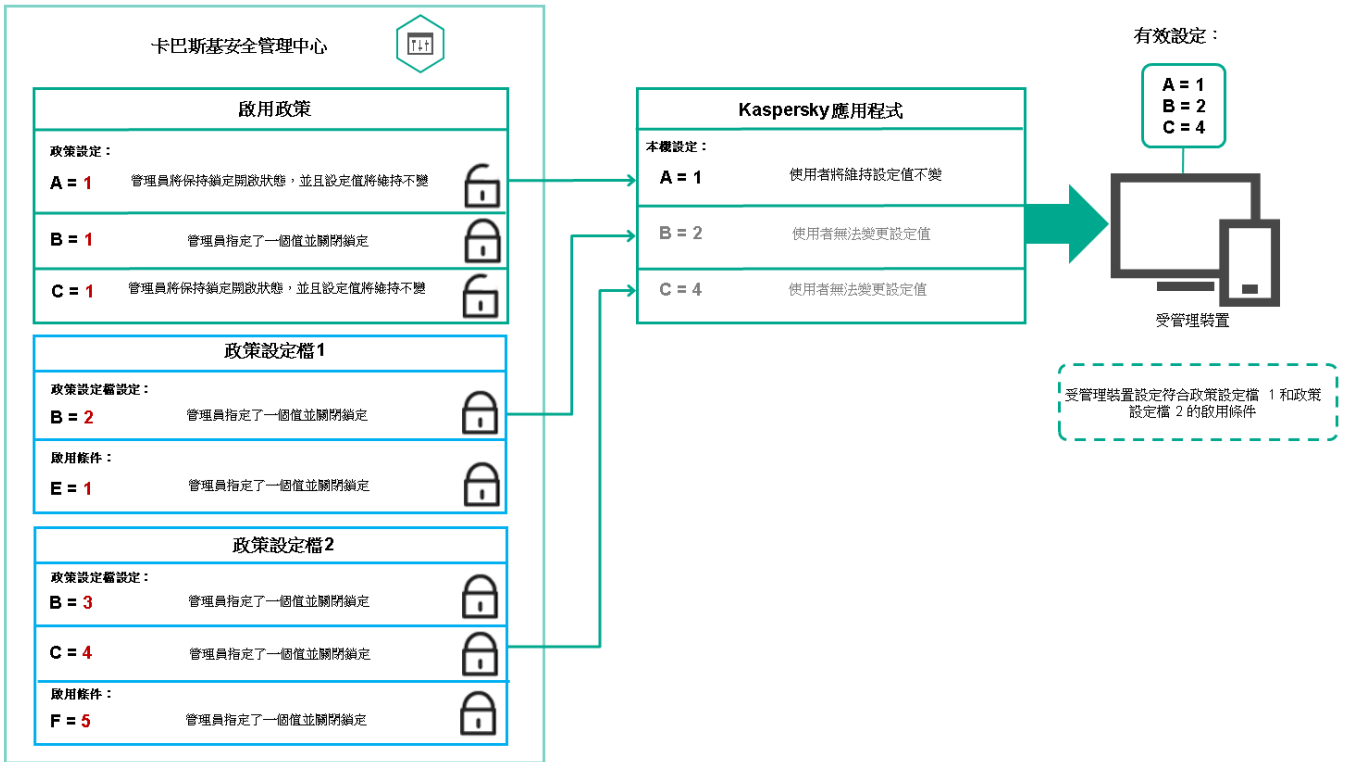 卡巴斯基安全管理中心
啟用政策
政策設定：
A = 1 管理員將保持鎖定開啟狀態，並且設定值將維持不變
B = 1 管理員指定了一個值並關閉鎖定
C = 1 管理員將保持鎖定開啟狀態，並且設定值將維持不變
政策設定檔1
政策設定檔設定：
B = 2 管理員指定了一個值並關閉鎖定
啟用條件：
E = 1 管理員指定了一個值並關閉鎖定
政策設定檔2
政策設定檔設定：
B = 3 管理員指定了一個值並關閉鎖定
C = 4 管理員指定了一個值並關閉鎖定
啟用條件：
F = 5 管理員指定了一個值並關閉鎖定
Kaspersky應用程式
本機設定：
A = 1 使用者將維持設定值不變
B = 2 使用者無法變更設定值
C = 4 使用者無法變更設定值
有效設定：
A = 1
B = 2
C = 4
受管理裝置
受管理裝置設定符合政策設定檔 1 和政策
設定檔 2 的啟用條件